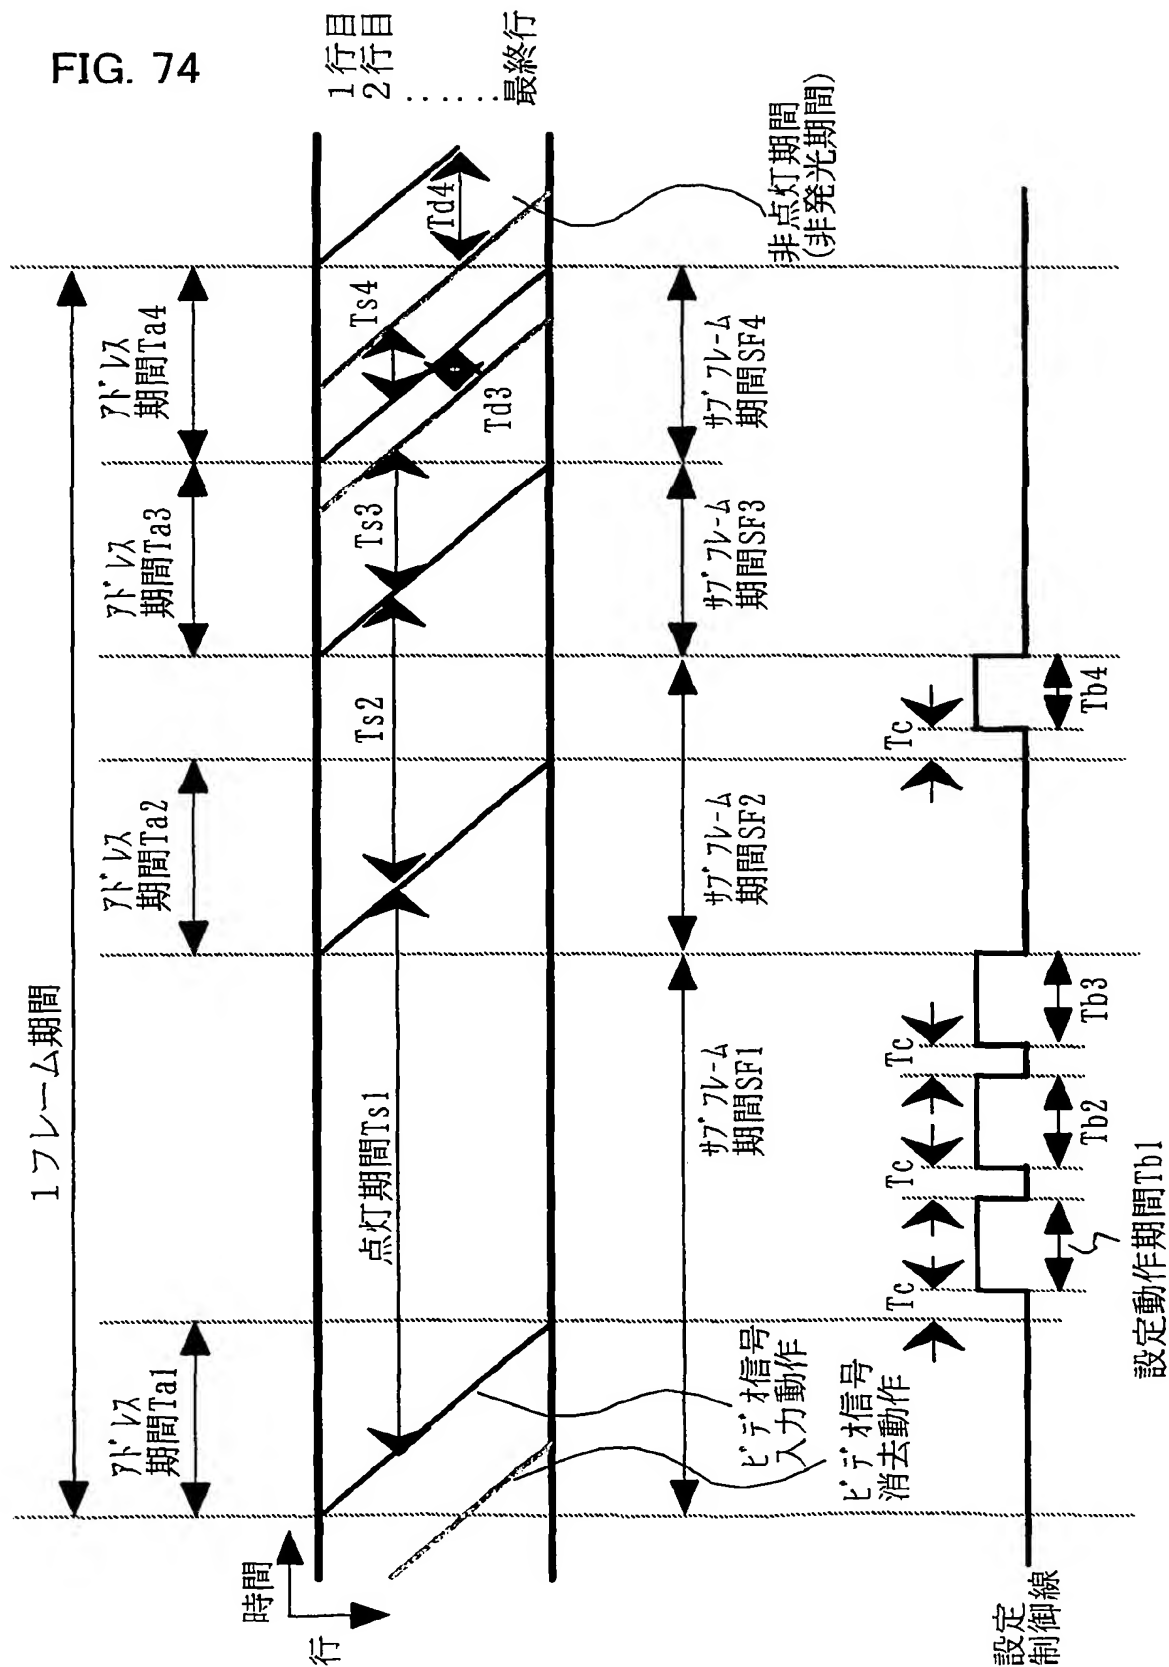 FIG. 74
1フレーム期間
アドレス
期間Ta1
アドレス
期間Ta2
アドレス
期間Ta3
アドレス
期間Ta4
時間
行
1行目
2行目
......
最終行
点灯期間Ts1
Ts2
Ts3
Ts4
Td3
Td4
非点灯期間
(非発光期間)
ビデオ信号
入力動作
ビデオ信号
消去動作
サブフレーム
期間SF1
サブフレーム
期間SF2
サブフレーム
期間SF3
サブフレーム
期間SF4
設定
制御線
Tc
Tc
Tc
Tc
設定動作期間Tb1
Tb2
Tb3
Tb4